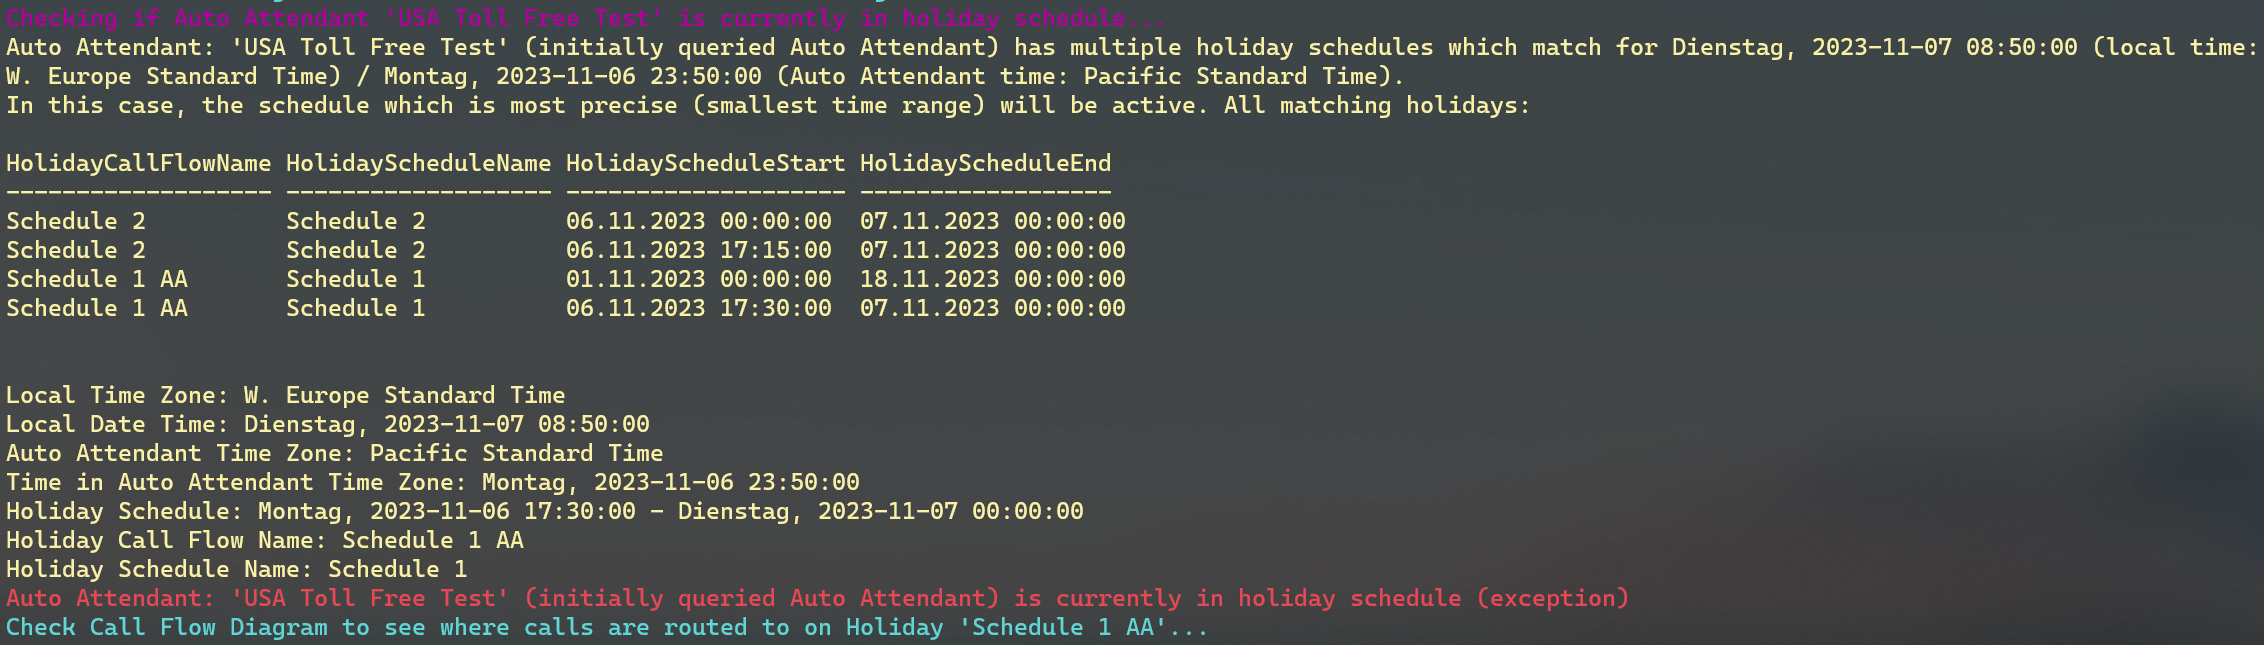 Checking if Auto Attendant 'USA Toll Free Test' is currently in holiday schedule...
Auto Attendant: 'USA Toll Free Test' (initially queried Auto Attendant) has multiple holiday schedules which match for Dienstag, 2023-11-07 08:50:00 (local time:
W. Europe Standard Time) / Montag, 2023-11-06 23:50:00 (Auto Attendant time: Pacific Standard Time).
In this case, the schedule which is most precise (smallest time range) will be active. All matching holidays:
HolidayCallFlowName HolidayScheduleName HolidayScheduleStart HolidayScheduleEnd
------------------- ------------------- -------------------- ------------------
Schedule 2          Schedule 2          06.11.2023 00:00:00  07.11.2023 00:00:00
Schedule 2          Schedule 2          06.11.2023 17:15:00  07.11.2023 00:00:00
Schedule 1 AA       Schedule 1          01.11.2023 00:00:00  18.11.2023 00:00:00
Schedule 1 AA       Schedule 1          06.11.2023 17:30:00  07.11.2023 00:00:00
Local Time Zone: W. Europe Standard Time
Local Date Time: Dienstag, 2023-11-07 08:50:00
Auto Attendant Time Zone: Pacific Standard Time
Time in Auto Attendant Time Zone: Montag, 2023-11-06 23:50:00
Holiday Schedule: Montag, 2023-11-06 17:30:00 - Dienstag, 2023-11-07 00:00:00
Holiday Call Flow Name: Schedule 1 AA
Holiday Schedule Name: Schedule 1
Auto Attendant: 'USA Toll Free Test' (initially queried Auto Attendant) is currently in holiday schedule (exception)
Check Call Flow Diagram to see where calls are routed to on Holiday 'Schedule 1 AA'...